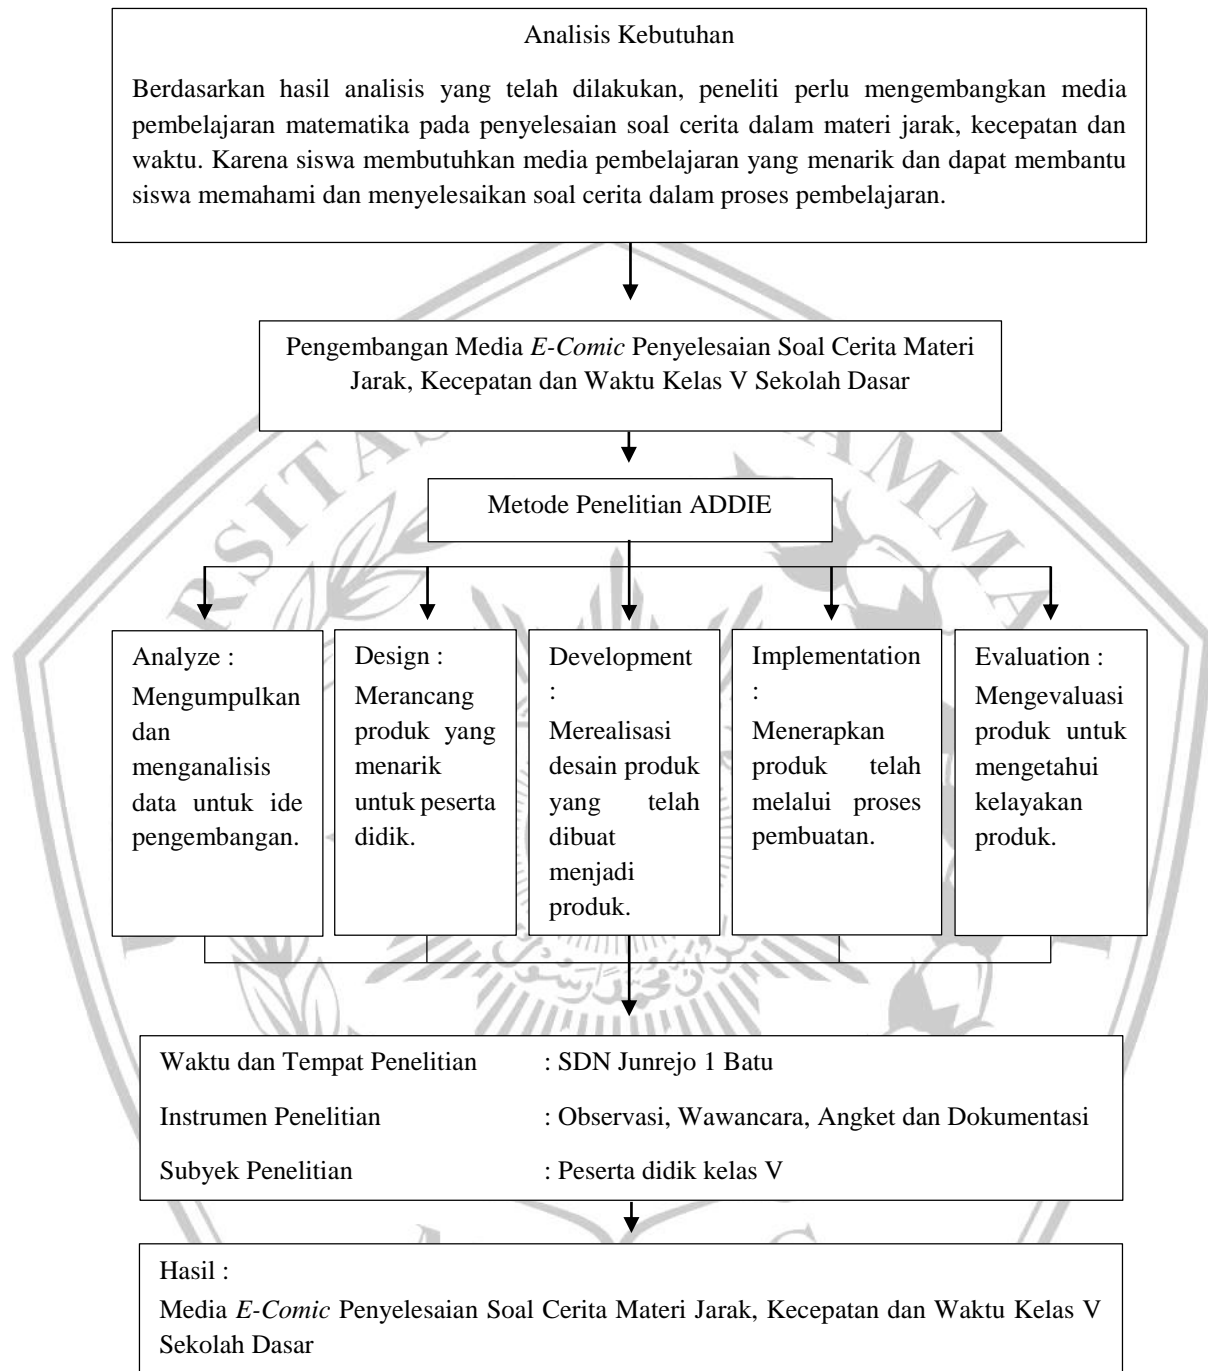 Analisis Kebutuhan
Berdasarkan hasil analisis yang telah dilakukan, peneliti perlu mengembangkan media
pembelajaran matematika pada penyelesaian soal cerita dalam materi jarak, kecepatan dan
waktu. Karena siswa membutuhkan media pembelajaran yang menarik dan dapat membantu
siswa memahami dan menyelesaikan soal cerita dalam proses pembelajaran.
Pengembangan Media E-Comic Penyelesaian Soal Cerita Materi
Jarak, Kecepatan dan Waktu Kelas V Sekolah Dasar
Metode Penelitian ADDIE
Analyze :
Mengumpulkan
dan
menganalisis
data untuk ide
pengembangan.
Design :
Merancang
produk yang
menarik
untuk peserta
didik.
Development
:
Merealisasi
desain produk
yang telah
dibuat
menjadi
produk.
Implementation
:
Menerapkan
produk telah
melalui proses
pembuatan.
Evaluation :
Mengevaluasi
produk untuk
mengetahui
kelayakan
produk.
Waktu dan Tempat Penelitian : SDN Junrejo 1 Batu
Instrumen Penelitian : Observasi, Wawancara, Angket dan Dokumentasi
Subyek Penelitian : Peserta didik kelas V
Hasil :
Media E-Comic Penyelesaian Soal Cerita Materi Jarak, Kecepatan dan Waktu Kelas V
Sekolah Dasar